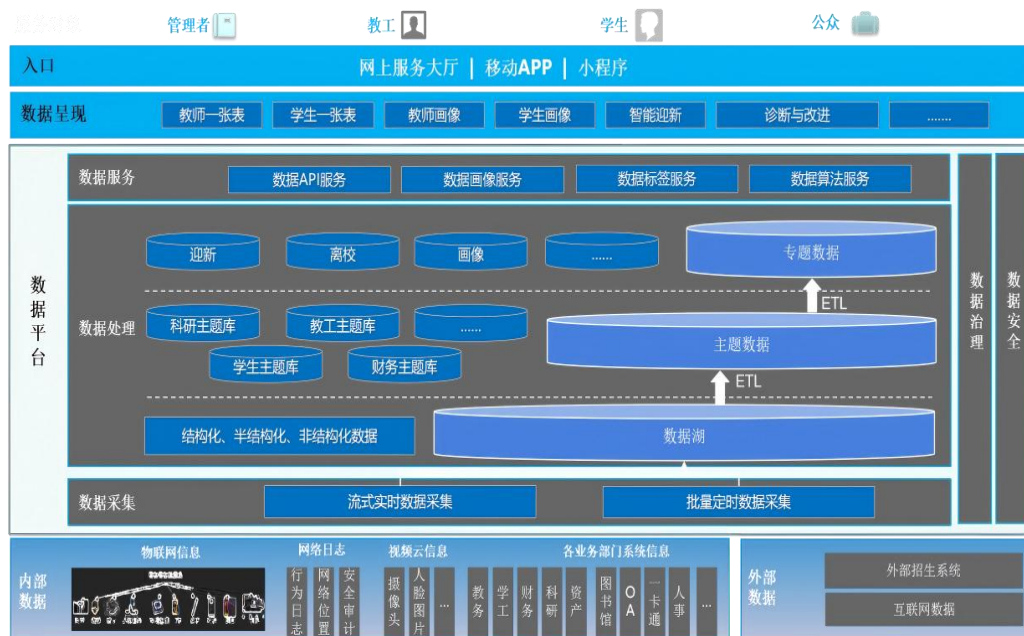 服务对象
管理者
教工
学生
公众
入口
网上服务大厅 | 移动APP | 小程序
数据呈现
教师一张表
学生一张表
教师画像
学生画像
智能迎新
诊断与改进
.......
数据平台
数据服务
数据API服务
数据画像服务
数据标签服务
数据算法服务
数据处理
迎新
离校
画像
......
专题数据
ETL
科研主题库
教工主题库
......
主题数据
学生主题库
财务主题库
ETL
结构化、半结构化、非结构化数据
数据湖
数据采集
流式实时数据采集
批量定时数据采集
数据治理
数据安全
内部
数据
物联网信息
网络日志
行为日志
网络位置
安全审计
视频云信息
摄像头
人脸图片
...
各业务部门系统信息
教务
学工
财务
科研
资产
图书馆
OA
一卡通
人事
...
外部
数据
外部招生系统
互联网数据